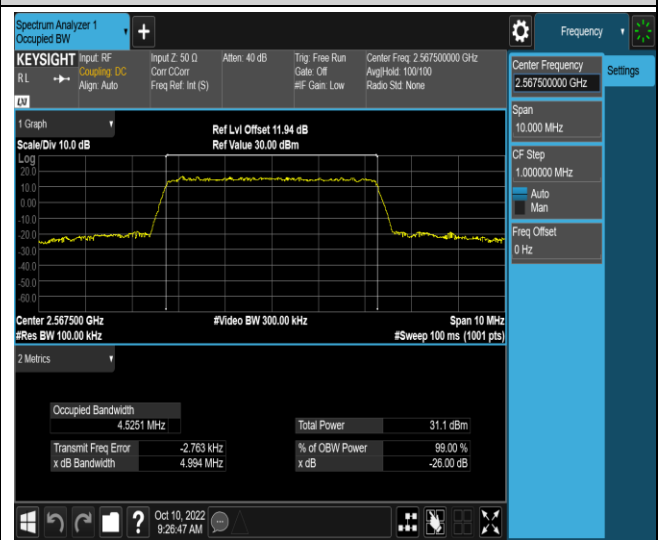 Spectrum Analyzer 1
Occupied BW
Frequency
KEYSIGHT
RL
LXI
Input: RF
Coupling: DC
Align: Auto
Input Z: 50 Ω
Corr CCorr
Freq Ref: Int (S)
Atten: 40 dB
Trig: Free Run
Gate: Off
#IF Gain: Low
Center Freq: 2.567500000 GHz
Avg|Hold: 100/100
Radio Std: None
Center Frequency
2.567500000 GHz
Settings
Span
10.000 MHz
CF Step
1.000000 MHz
Auto
Man
Freq Offset
0 Hz
1 Graph
Scale/Div 10.0 dB
Ref Lvl Offset 11.94 dB
Ref Value 30.00 dBm
Log
20.0
10.0
0.00
-10.0
-20.0
-30.0
-40.0
-50.0
-60.0
Center 2.567500 GHz
#Res BW 100.00 kHz
#Video BW 300.00 kHz
Span 10 MHz
#Sweep 100 ms (1001 pts)
2 Metrics
Occupied Bandwidth
4.5251 MHz
Total Power 31.1 dBm
Transmit Freq Error -2.763 kHz
% of OBW Power 99.00 %
x dB Bandwidth 4.994 MHz
x dB -26.00 dB
?
Oct 10, 2022
9:26:47 AM